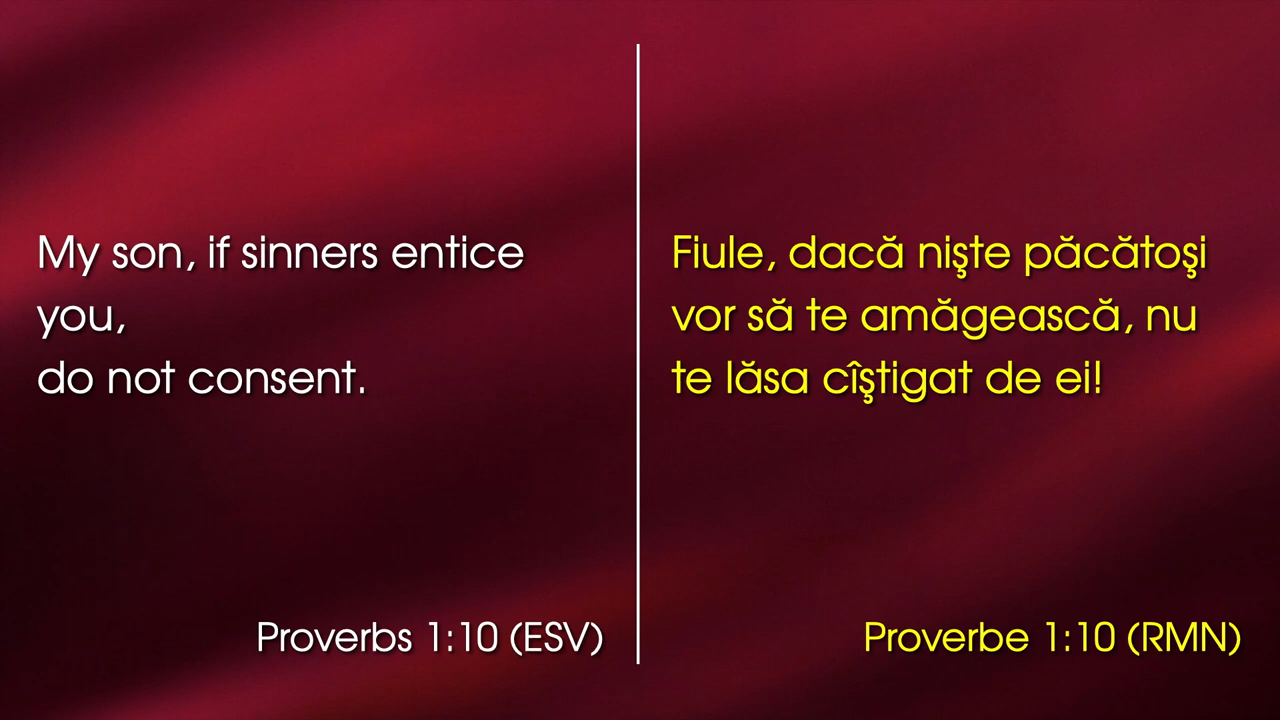 My son, if sinners entice
you,
do not consent.
Proverbs 1:10 (ESV)
Fiule, dacă nişte păcătoşi
vor să te amăgească, nu
te lăsa cîştigat de ei!
Proverbe 1:10 (RMN)